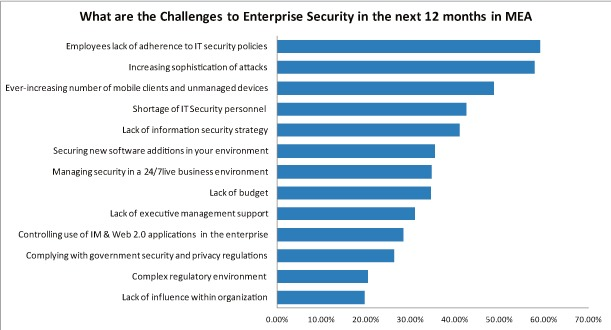 What are the Challenges to Enterprise Security in the next 12 months in MEA
Employees lack of adherence to IT security policies
Increasing sophistication of attacks
Ever-increasing number of mobile clients and unmanaged devices
Shortage of IT Security personnel
Lack of information security strategy
Securing new software additions in your environment
Managing security in a 24/7live business environment
Lack of budget
Lack of executive management support
Controlling use of IM & Web 2.0 applications in the enterprise
Complying with government security and privacy regulations
Complex regulatory environment
Lack of influence within organization
0.00% 10.00% 20.00% 30.00% 40.00% 50.00% 60.00% 70.00%